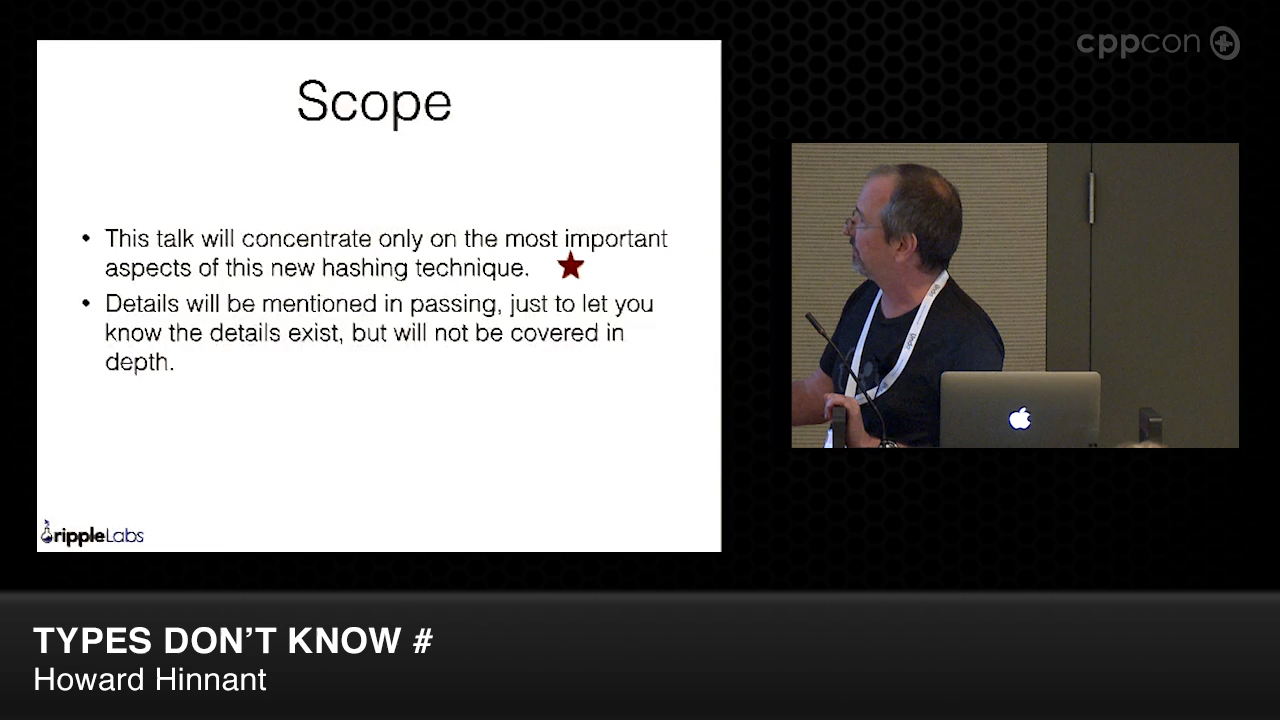 cppcon
Scope
• This talk will concentrate only on the most important
aspects of this new hashing technique.
• Details will be mentioned in passing, just to let you
know the details exist, but will not be covered in
depth.
rippleLabs
TYPES DON'T KNOW #
Howard Hinnant